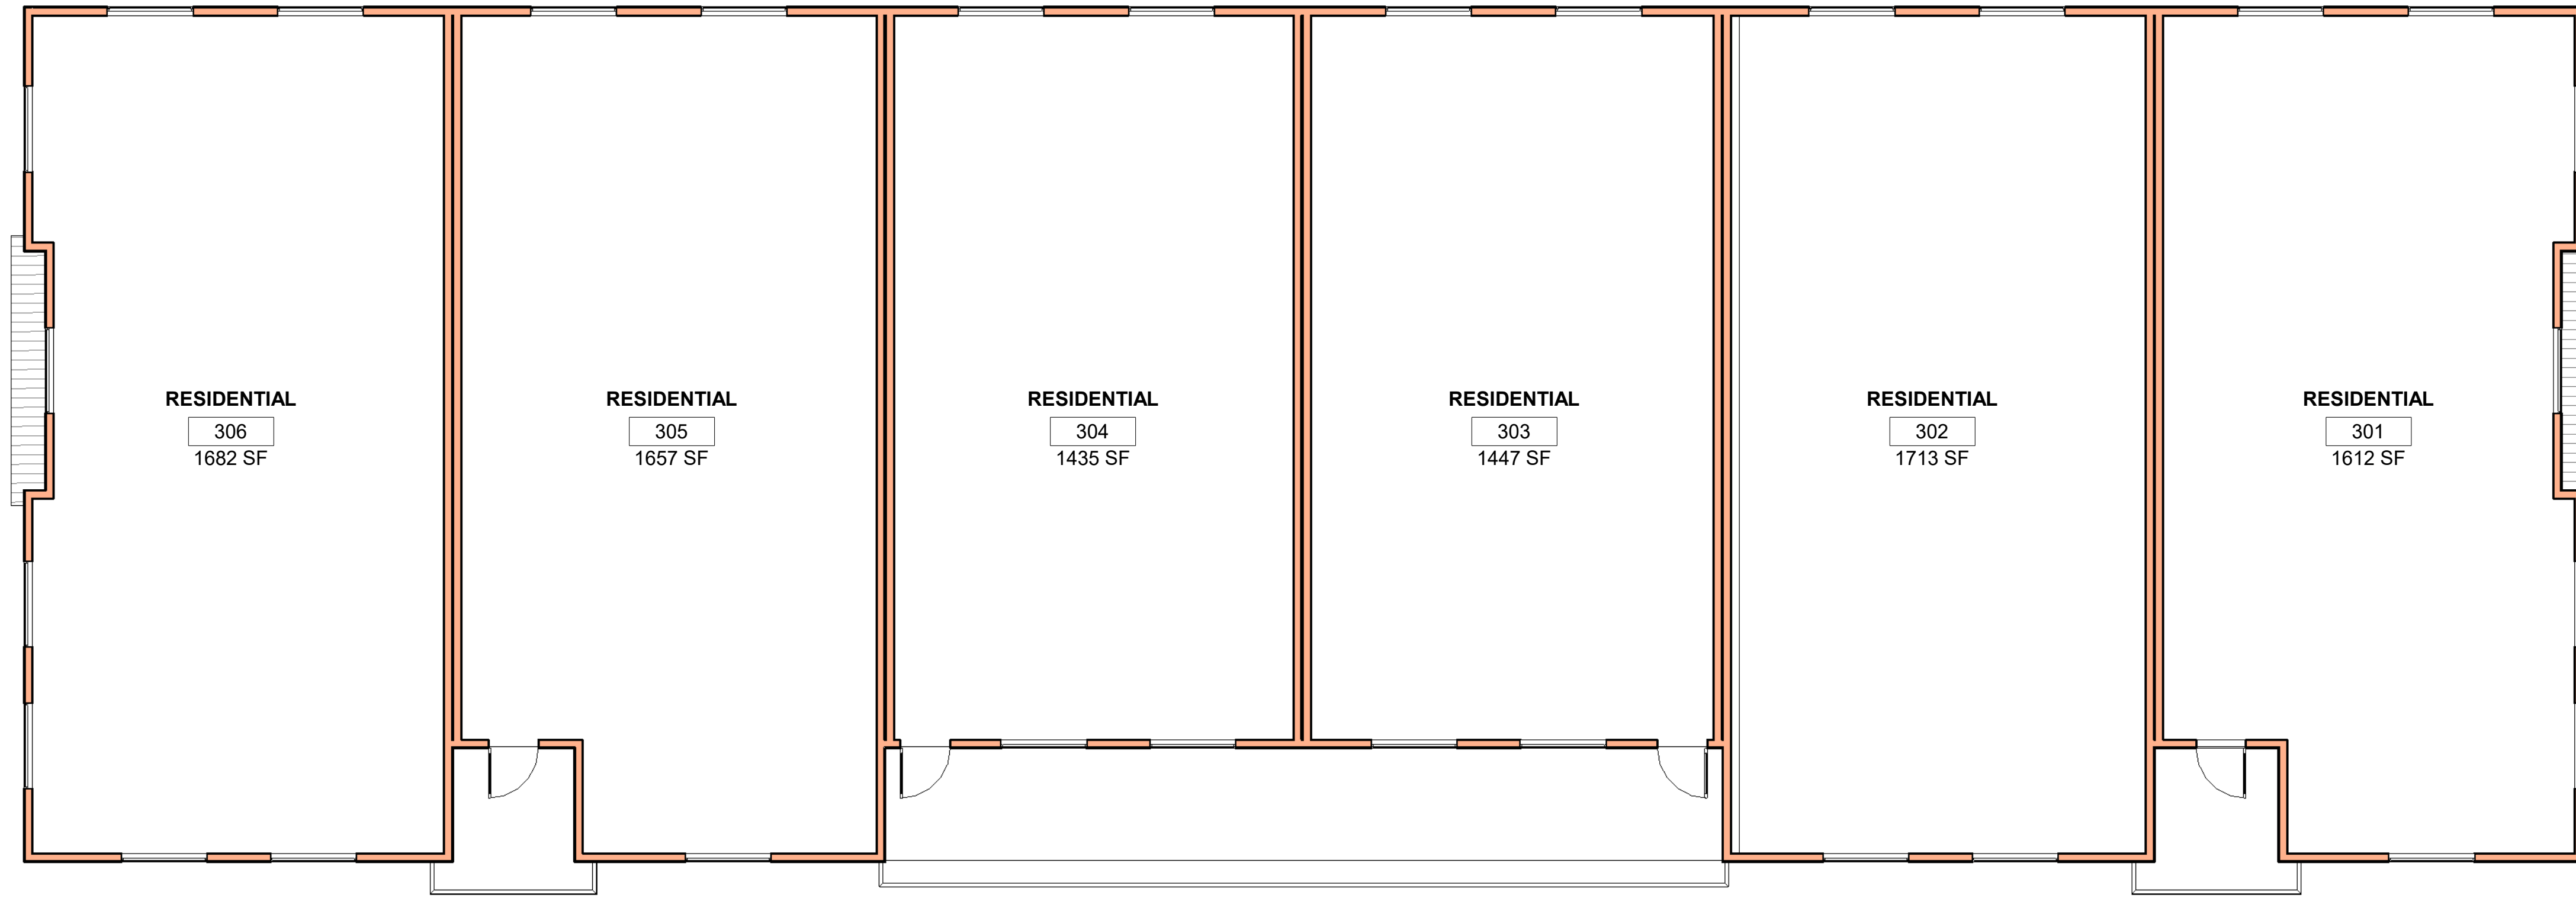 RESIDENTIAL
306
1682 SF
RESIDENTIAL
305
1657 SF
RESIDENTIAL
304
1435 SF
RESIDENTIAL
303
1447 SF
RESIDENTIAL
302
1713 SF
RESIDENTIAL
301
1612 SF